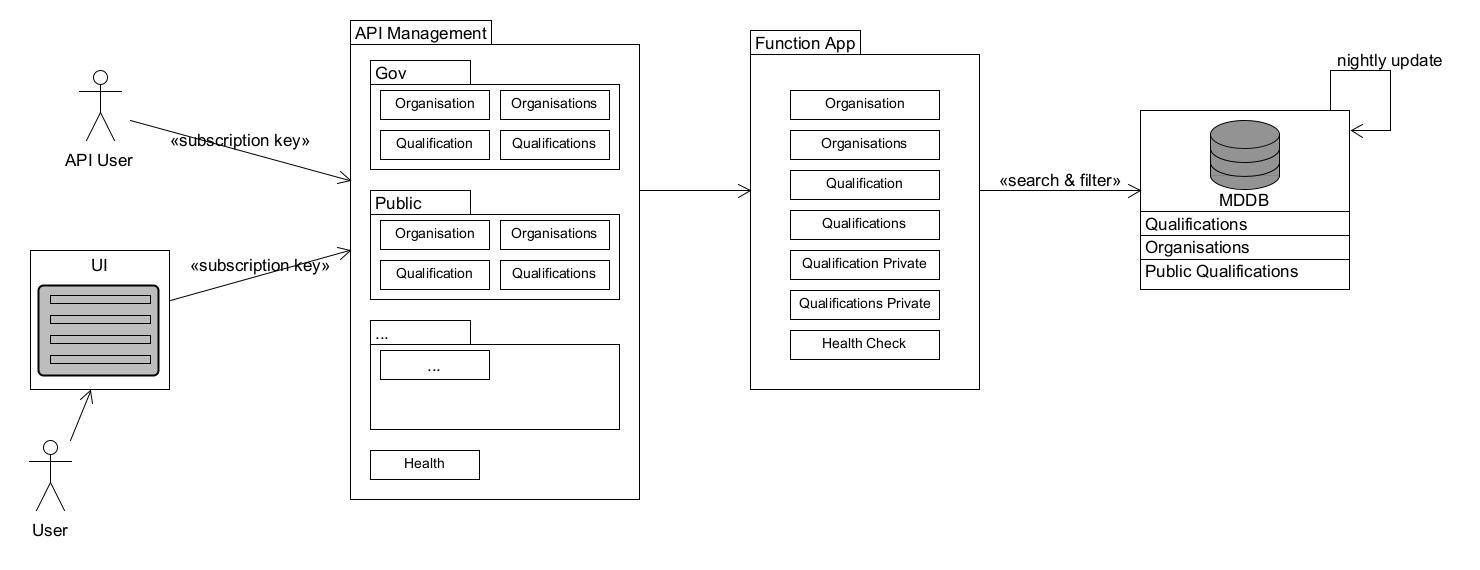 API Management
Gov
Organisation
Organisations
Qualification
Qualifications
Public
Organisation
Organisations
Qualification
Qualifications
...
...
Health
API User
«subscription key»
UI
«subscription key»
User
Function App
Organisation
Organisations
Qualification
Qualifications
Qualification Private
Qualifications Private
Health Check
«search & filter»
nightly update
MDDB
Qualifications
Organisations
Public Qualifications